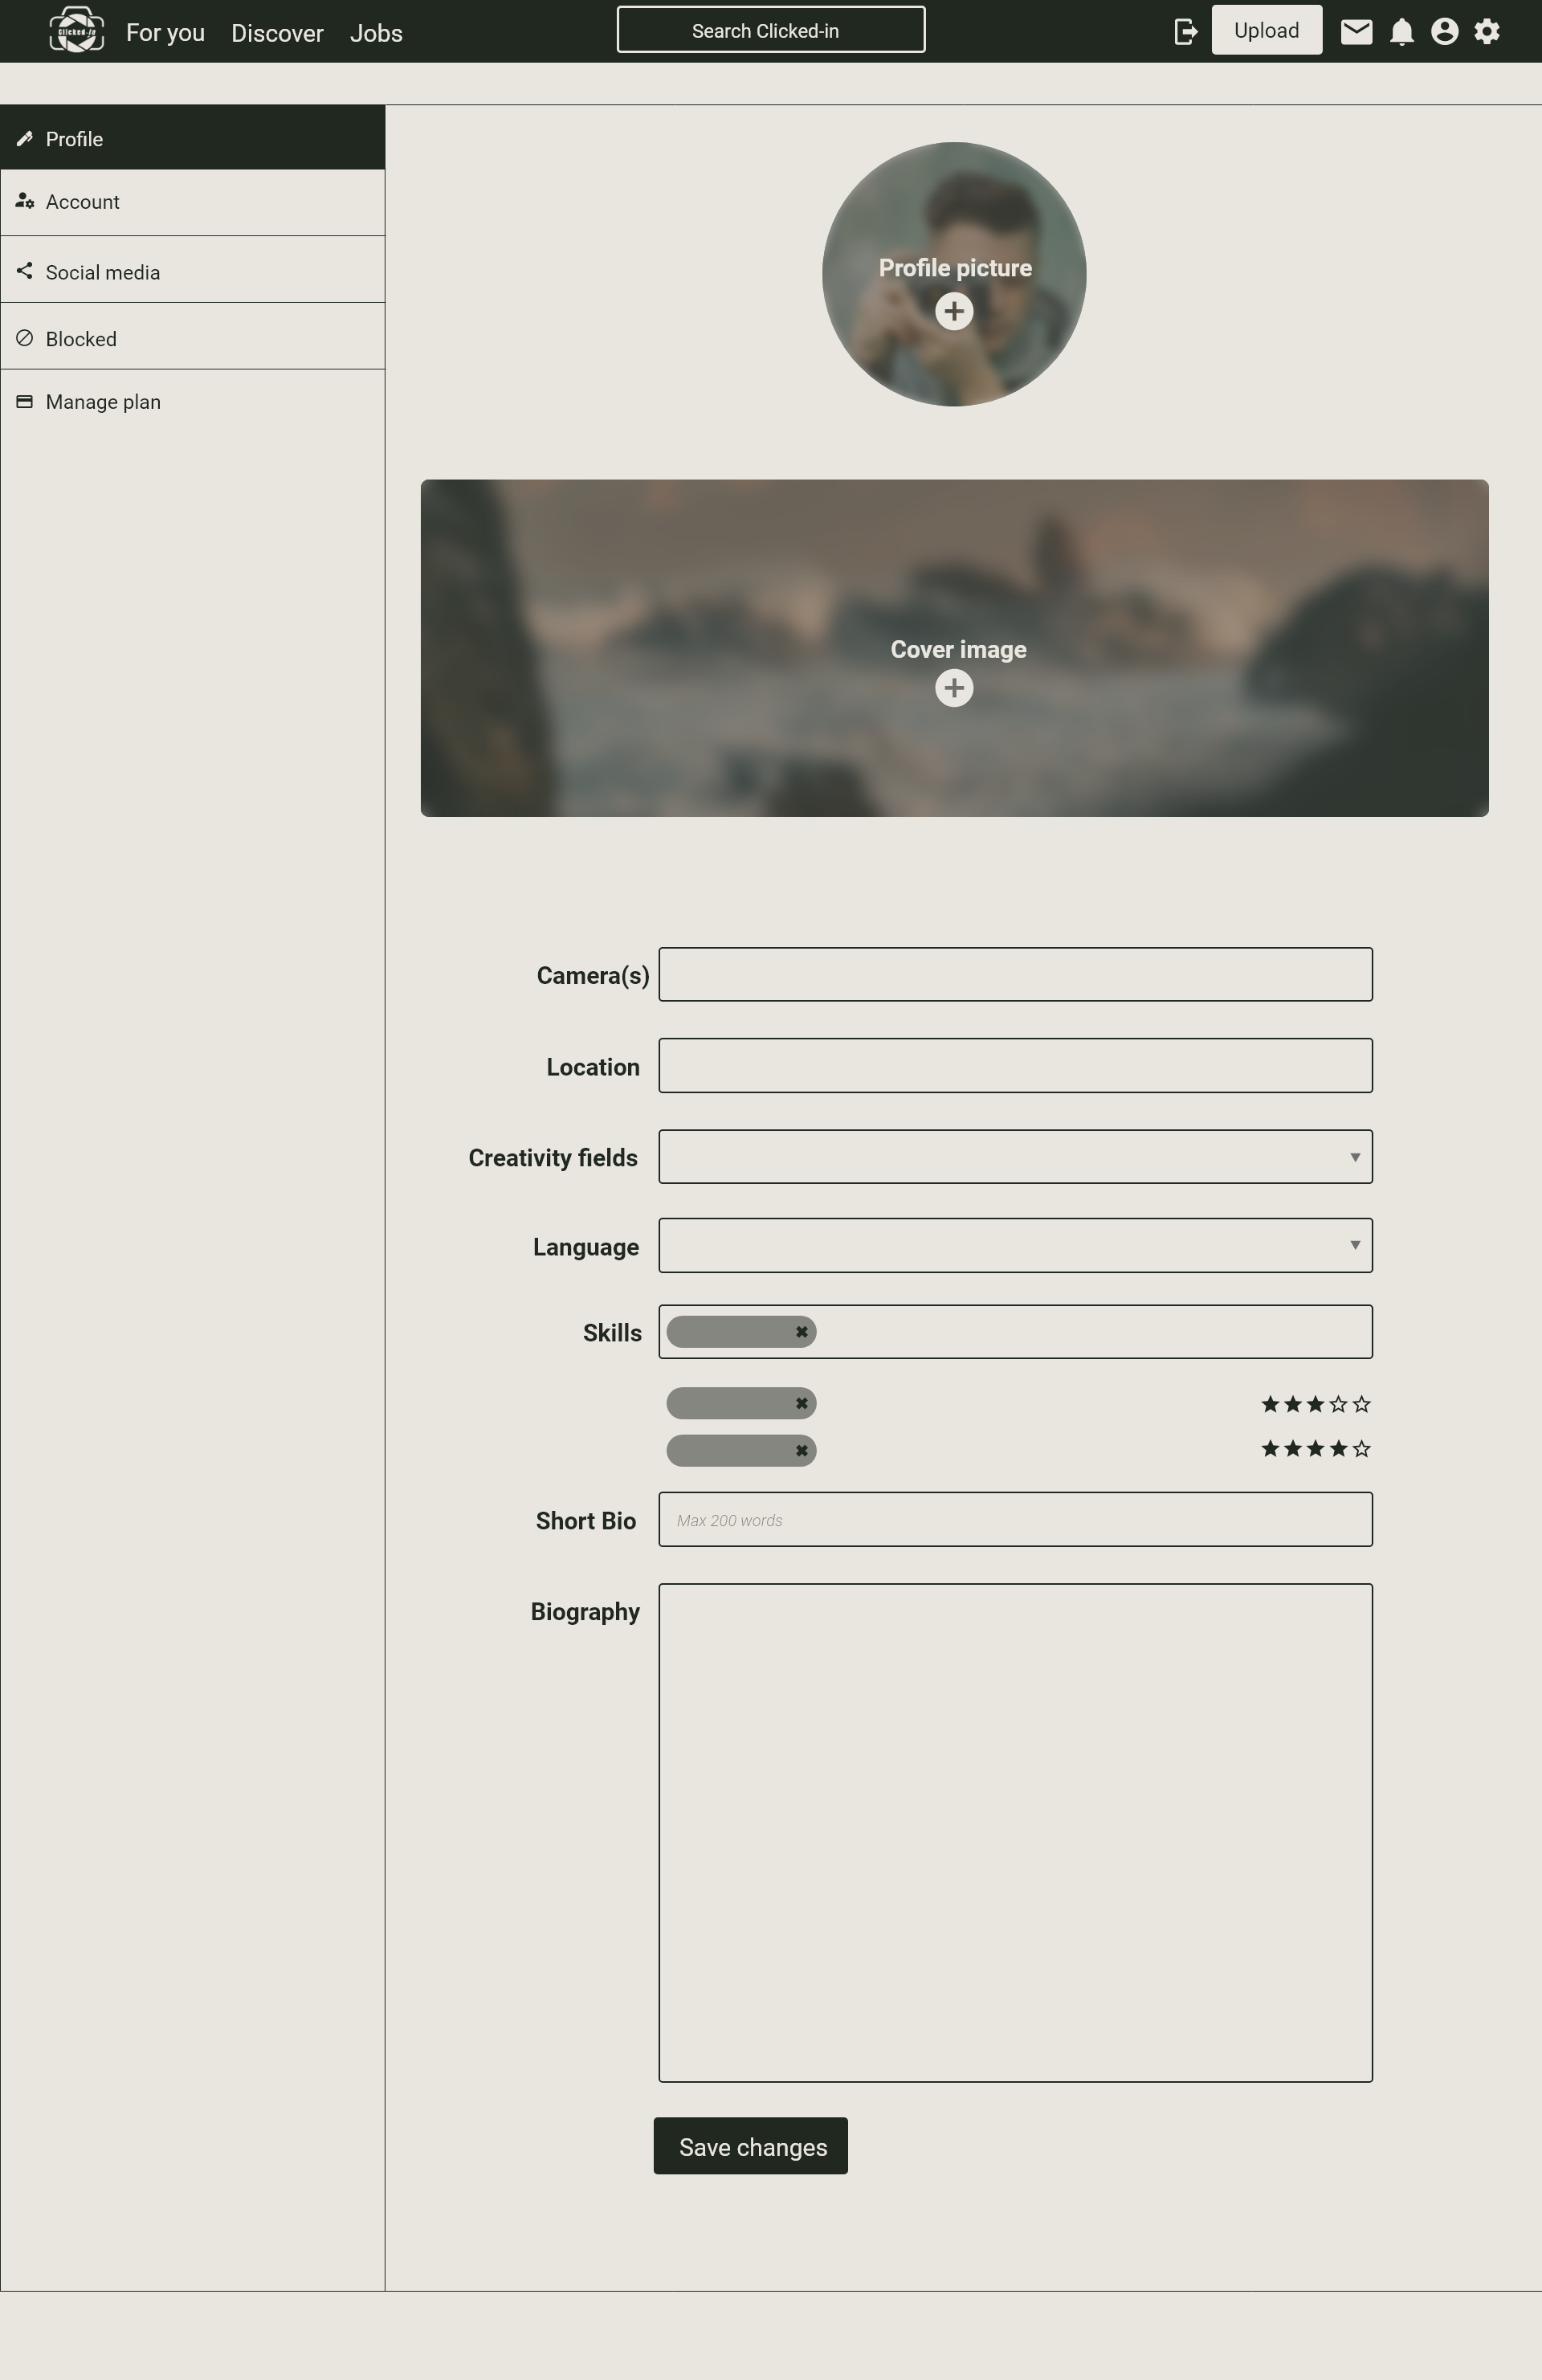 Clicked-in
For you
Discover
Jobs
Search Clicked-in
Upload
Profile
Account
Social media
Blocked
Manage plan
Profile picture
Cover image
Camera(s)
Location
Creativity fields
Language
Skills
Short Bio
Max 200 words
Biography
Save changes